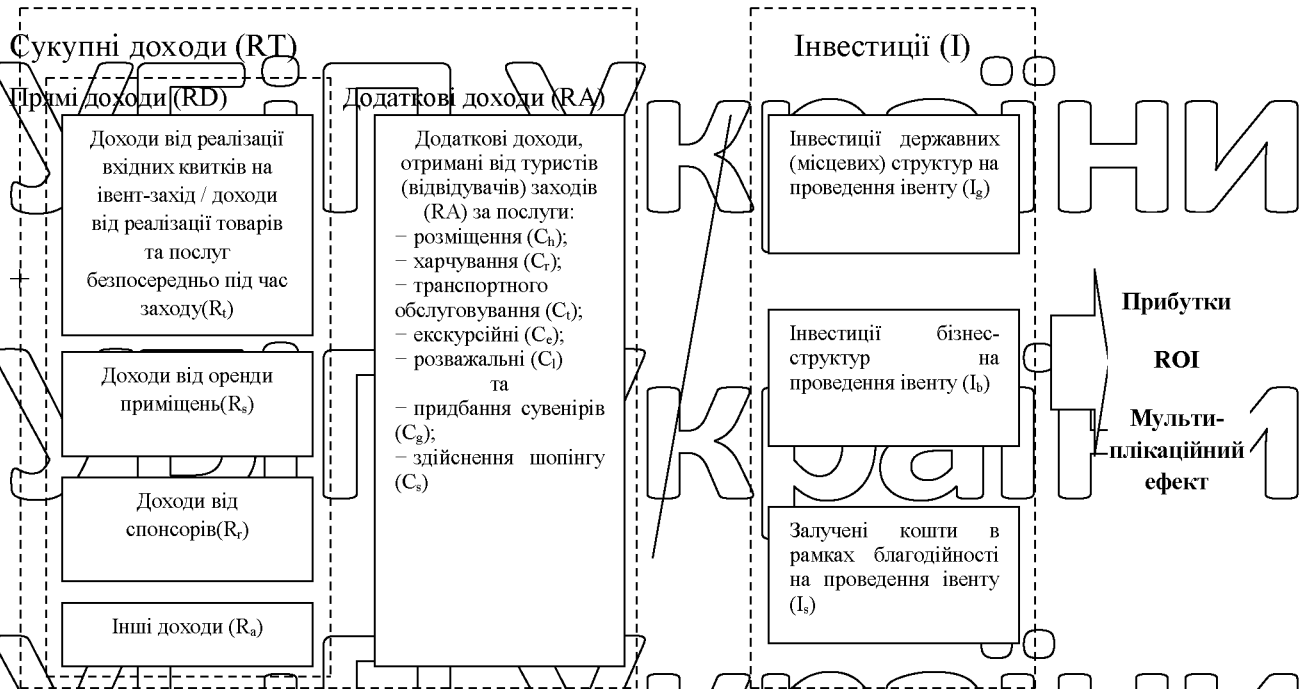 Сукупні доходи (RT)
Прямі доходи (RD)
Доходи від реалізації
вхідних квитків на
івент-захід / доходи
від реалізації товарів
та послуг
безпосередньо під час
заходу(Rt)
+
Доходи від оренди
приміщень(Rs)
Доходи від
спонсорів(Rr)
Інші доходи (Ra)
Додаткові доходи (RA)
Додаткові доходи,
отримані від туристів
(відвідувачів) заходів
(RA) за послуги:
− розміщення (Ch);
− харчування (Cr);
− транспортного
обслуговування (Ct);
− екскурсійні (Ce);
− розважальні (Cl)
та
− придбання сувенірів
(Cg);
− здійснення шопінгу
(Cs)
Інвестиції (I)
Інвестиції державних
(місцевих) структур на
проведення івенту (Ig)
Інвестиції бізнес-
структур на
проведення івенту (Ib)
Залучені кошти в
рамках благодійності
на проведення івенту
(Is)
Прибутки
ROI
Мульти-
плікаційний
ефект